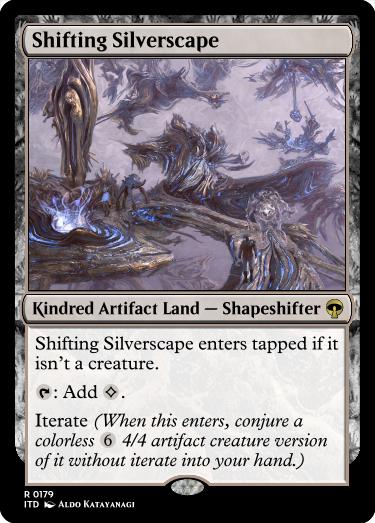 Shifting Silverscape
Kindred Artifact Land — Shapeshifter
Shifting Silverscape enters tapped if it
isn't a creature.
: Add .
Iterate (When this enters, conjure a
colorless 6 4/4 artifact creature version
of it without iterate into your hand.)
R 0179
ITD Aldo Katayanagi